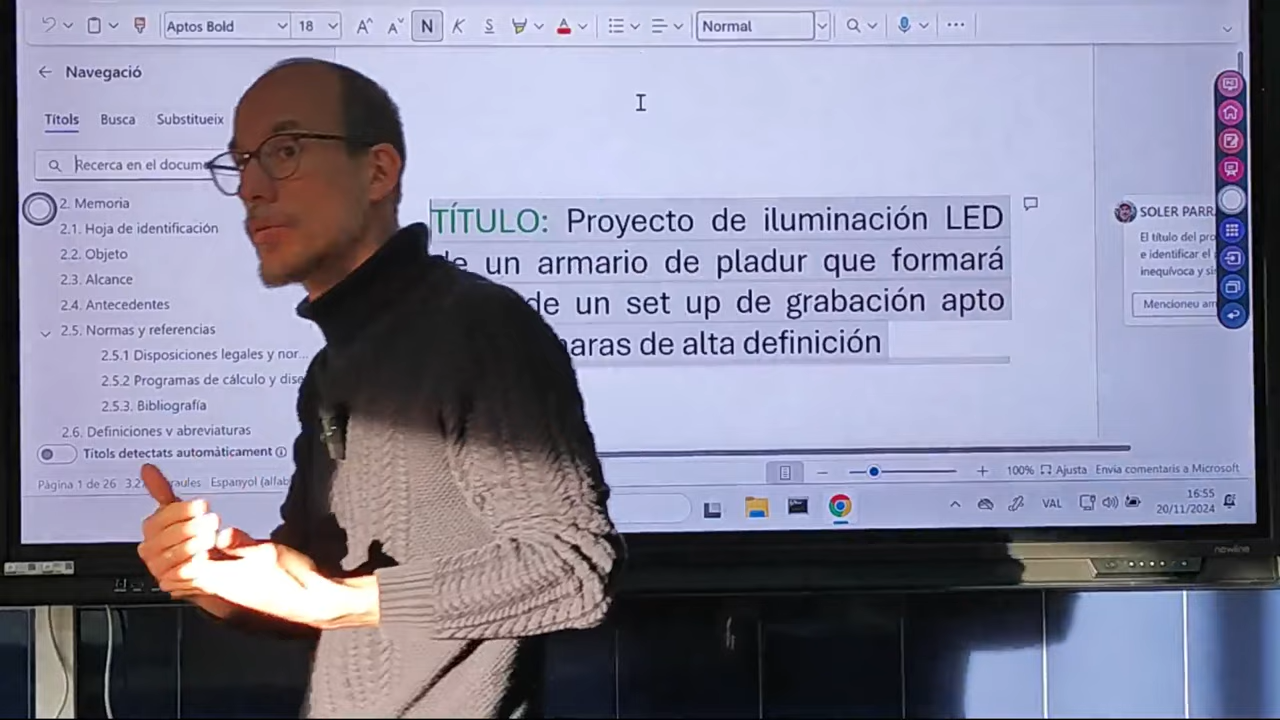 Aptos Bold 18 N K S A Normal
Navegació
Títols Busca Substitueix
Recerca en el docum
2. Memoria
2.1. Hoja de identificación
2.2. Objeto
2.3. Alcance
2.4. Antecedentes
2.5. Normas y referencias
2.5.1 Disposiciones legales y nor...
2.5.2 Programas de cálculo y dise
2.5.3. Bibliografía
2.6. Definiciones y abreviaturas
Títols detectats automàticament
Pàgina 1 de 26 Espanyol (alfab
TÍTULO: Proyecto de iluminación LED
un armario de pladur que formará
de un set up de grabación apto
de alta definición
SOLER PARR
El título del pro
e identificar el
inequívoca y si
Mencioneu am
100% Ajusta Envia comentaris a Microsoft
VAL
16:55
20/11/2024
newline